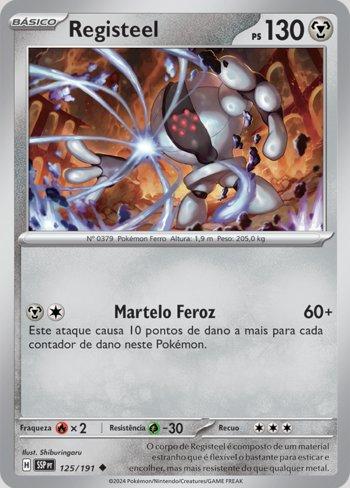 BÁSICO
Registeel
PS 130
Nº 0379 Pokémon Ferro Altura: 1,9 m Peso: 205,0 kg
Martelo Feroz 60+
Este ataque causa 10 pontos de dano a mais para cada
contador de dano neste Pokémon.
Fraqueza ×2 Resistência -30 Recuo
Ilust. Shiburingaru
H SSP PT 125/191
O corpo de Registeel é composto de um material
estranho que é flexível o bastante para esticar e
encolher, mas mais resistente do que qualquer metal.
©2024 Pokémon/Nintendo/Creatures/GAME FREAK